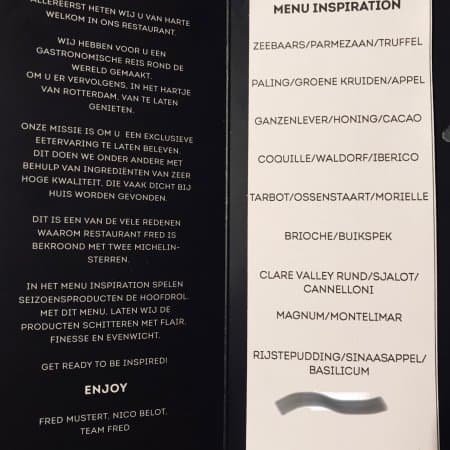 ALLEREERST HETEN WIJ U VAN HARTE
WELKOM IN ONS RESTAURANT.
WIJ HEBBEN VOOR U EEN
GASTRONOMISCHE REIS ROND DE
WERELD GEMAAKT.
OM U ER VERVOLGENS, IN HET HARTJE
VAN ROTTERDAM, VAN TE LATEN
GENIETEN.
ONZE MISSIE IS OM U EEN EXCLUSIEVE
EETERVARING TE LATEN BELEVEN.
DIT DOEN WE ONDER ANDERE MET
BEHULP VAN INGREDIËNTEN VAN ZEER
HOGE KWALITEIT, DIE VAAK DICHT BIJ
HUIS WORDEN GEVONDEN.
DIT IS EEN VAN DE VELE REDENEN
WAAROM RESTAURANT FRED IS
BEKROOND MET TWEE MICHELIN-
STERREN.
IN HET MENU INSPIRATION SPELEN
SEIZOENSPRODUCTEN DE HOOFDROL.
MET DIT MENU, LATEN WIJ DE
PRODUCTEN SCHITTEREN MET FLAIR,
FINESSE EN EVENWICHT.
GET READY TO BE INSPIRED!
ENJOY
FRED MUSTERT, NICO BELOT,
TEAM FRED
MENU INSPIRATION
ZEEBAARS/PARMEZAAN/TRUFFEL
PALING/GROENE KRUIDEN/APPEL
GANZENLEVER/HONING/CACAO
COQUILLE/WALDORF/IBERICO
TARBOT/OSSENSTAART/MORIELLE
BRIOCHE/BUIKSPEK
CLARE VALLEY RUND/SJALOT/
CANNELLONI
MAGNUM/MONTELIMAR
RIJSTEPUDDING/SINAASAPPEL/
BASILICUM